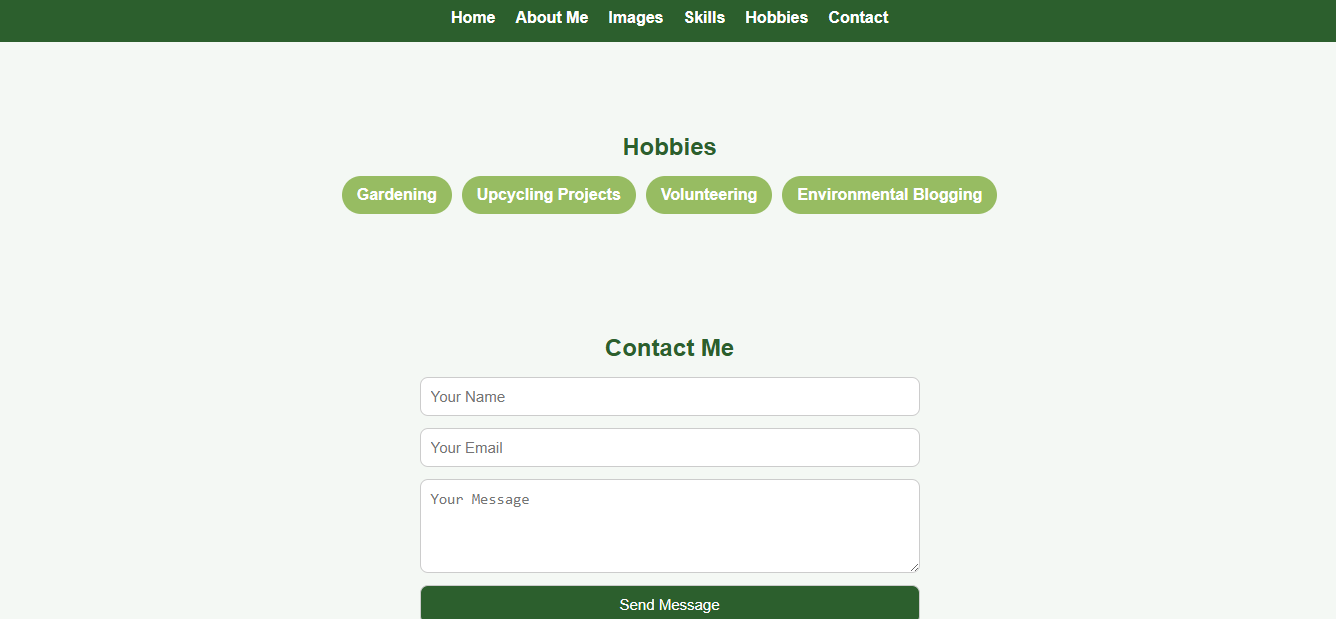 Home About Me Images Skills Hobbies Contact
Hobbies
Gardening Upcycling Projects Volunteering Environmental Blogging
Contact Me
Your Name
Your Email
Your Message
Send Message